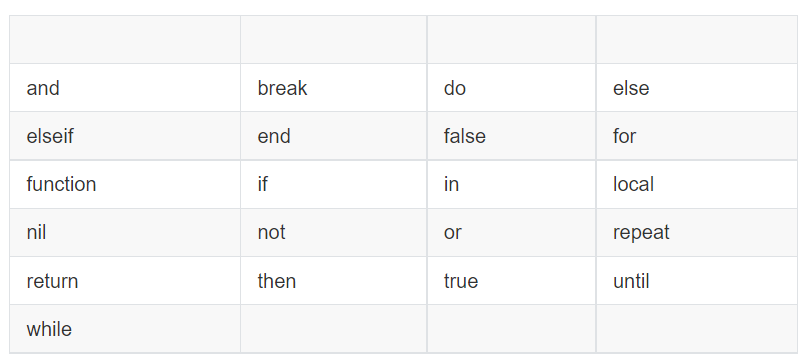 and break do else
elseif end false for
function if in local
nil not or repeat
return then true until
while